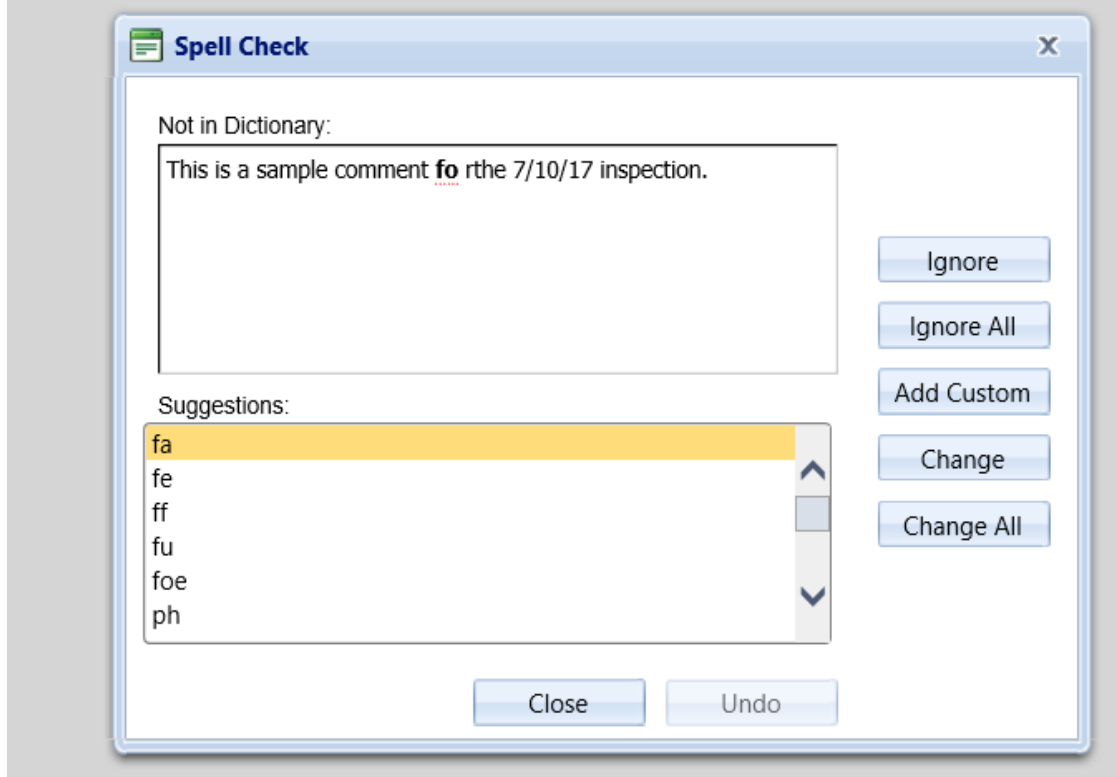 Spell Check
Not in Dictionary:
This is a sample comment fo rthe 7/10/17 inspection.
Ignore
Ignore All
Add Custom
Change
Change All
Suggestions:
fa
fe
ff
fu
foe
ph
Close
Undo